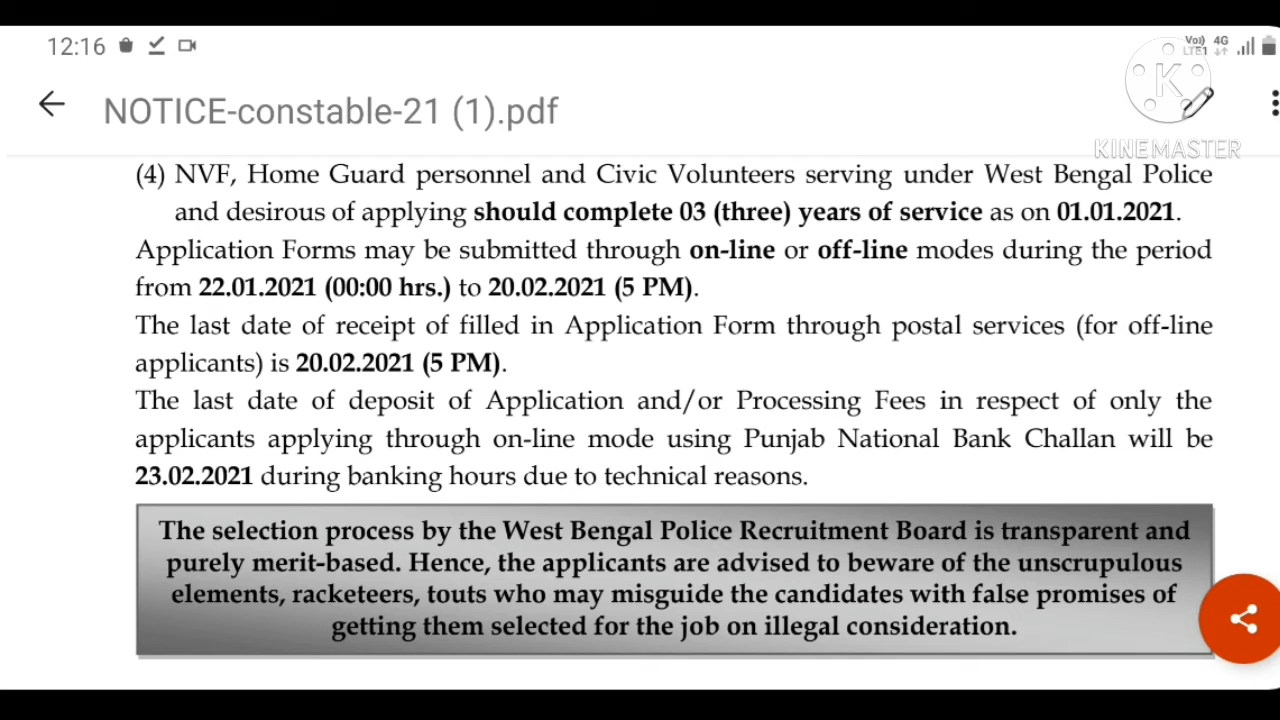 12:16
Vo) 4G
LTE1
NOTICE-constable-21 (1).pdf
K
KINEMASTER
(4) NVF, Home Guard personnel and Civic Volunteers serving under West Bengal Police
and desirous of applying should complete 03 (three) years of service as on 01.01.2021.
Application Forms may be submitted through on-line or off-line modes during the period
from 22.01.2021 (00:00 hrs.) to 20.02.2021 (5 PM).
The last date of receipt of filled in Application Form through postal services (for off-line
applicants) is 20.02.2021 (5 PM).
The last date of deposit of Application and/or Processing Fees in respect of only the
applicants applying through on-line mode using Punjab National Bank Challan will be
23.02.2021 during banking hours due to technical reasons.
The selection process by the West Bengal Police Recruitment Board is transparent and
purely merit-based. Hence, the applicants are advised to beware of the unscrupulous
elements, racketeers, touts who may misguide the candidates with false promises of
getting them selected for the job on illegal consideration.